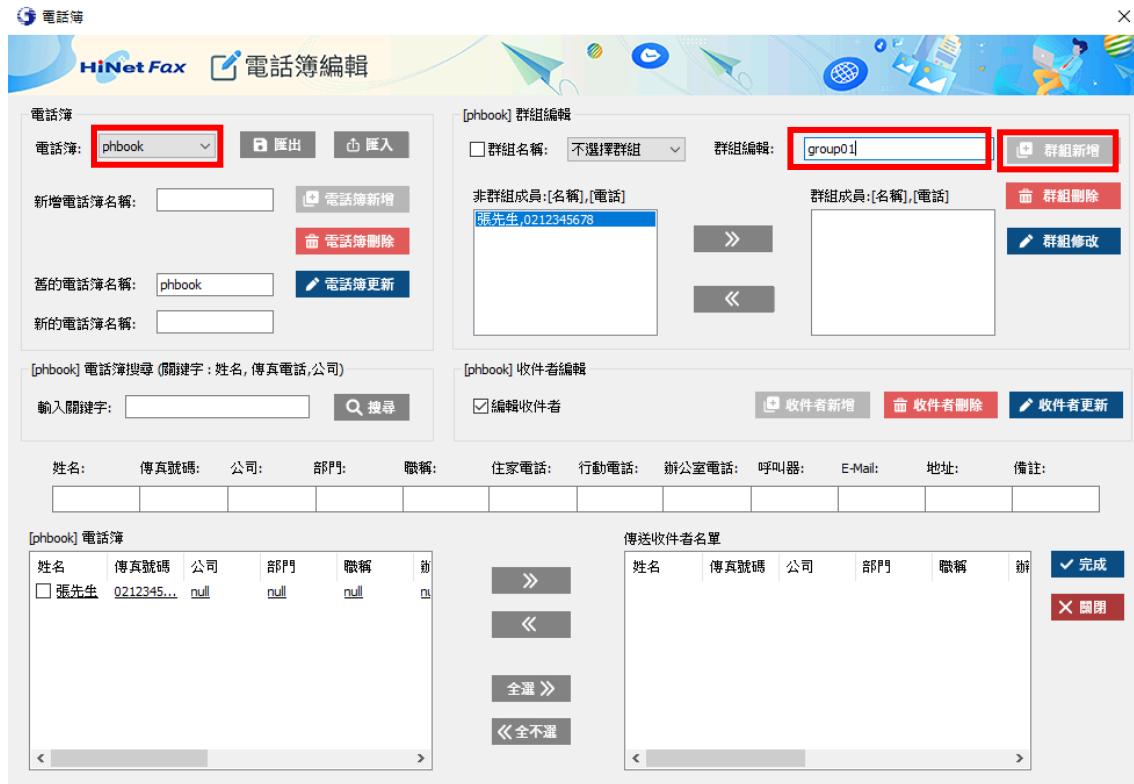 電話簿
HiNet Fax 電話簿編輯
電話簿
電話簿: phbook 匯出 匯入
新增電話簿名稱: 電話簿新增
電話簿刪除
舊的電話簿名稱: phbook 電話簿更新
新的電話簿名稱:
[phbook] 群組編輯
群組名稱: 不選擇群組 群組編輯: group01 群組新增
非群組成員:[名稱],[電話] 群組成員:[名稱],[電話] 群組刪除
張先生,0212345678
群組修改
[phbook] 電話簿搜尋 (關鍵字 : 姓名, 傳真電話,公司)
輸入關鍵字: 搜尋
[phbook] 收件者編輯
編輯收件者 收件者新增 收件者刪除 收件者更新
姓名: 傳真號碼: 公司: 部門: 職稱: 住家電話: 行動電話: 辦公室電話: 呼叫器: E-Mail: 地址: 備註:
[phbook] 電話簿
姓名 傳真號碼 公司 部門 職稱
張先生 0212345... null null null
全選
全不選
傳送收件者名單
姓名 傳真號碼 公司 部門 職稱
完成
關閉